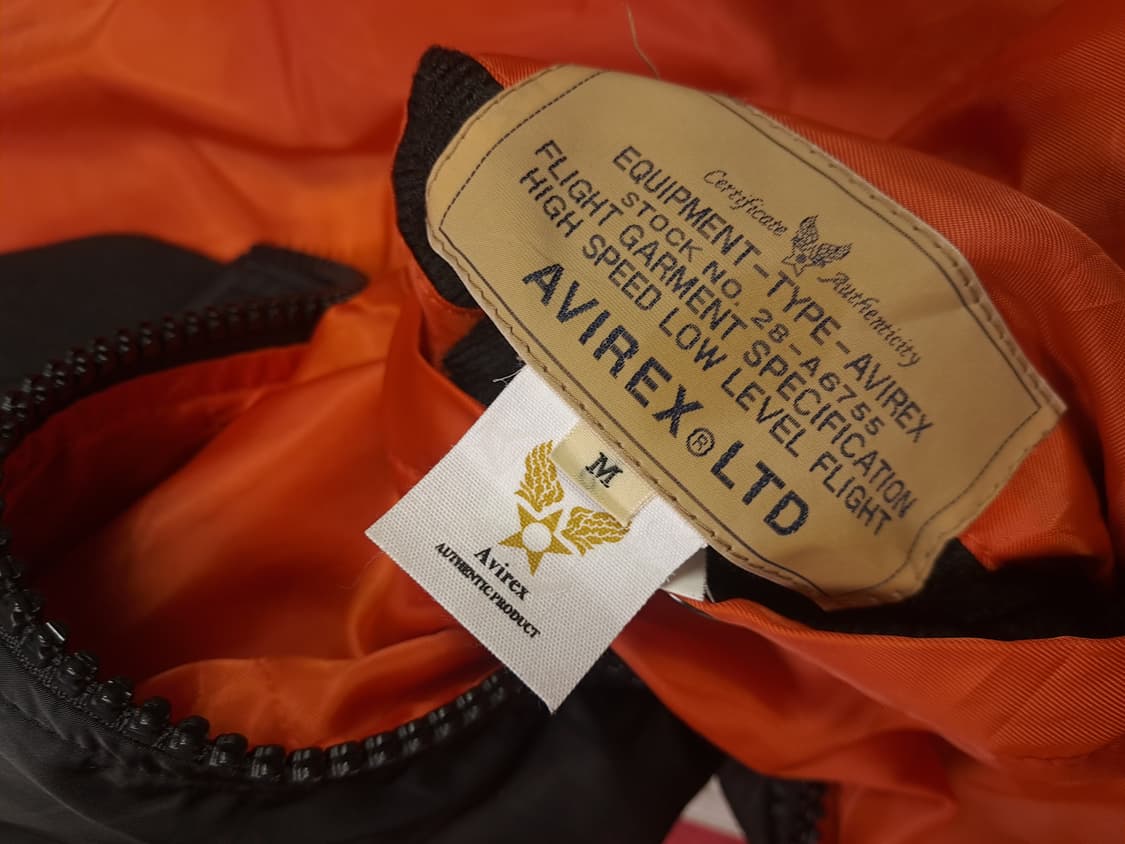 Certificate Authenticity
EQUIPMENT-TYPE-AVIREX
STOCK NO. 28-A6755
FLIGHT GARMENT SPECIFICATION
HIGH SPEED LOW LEVEL FLIGHT
AVIREX® LTD
M
Avirex
AUTHENTIC PRODUCT